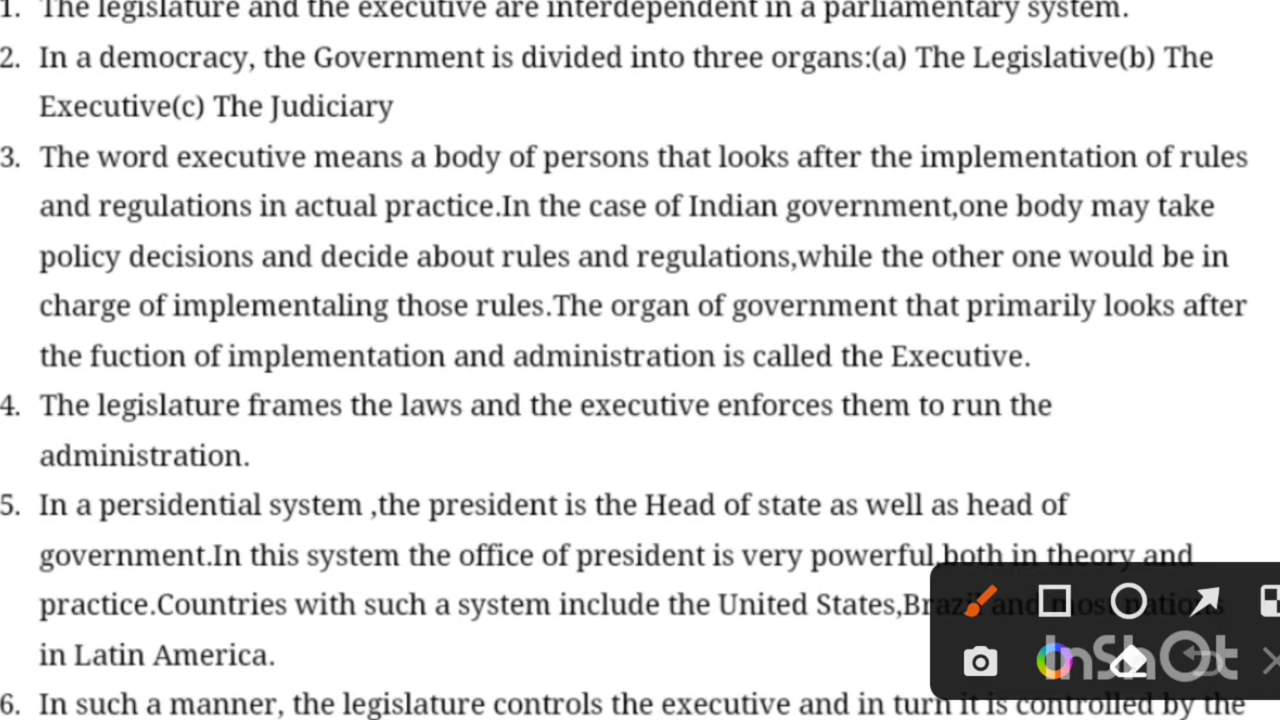 1. The legislature and the executive are interdependent in a parliamentary system.
2. In a democracy, the Government is divided into three organs:(a) The Legislative(b) The
Executive(c) The Judiciary
3. The word executive means a body of persons that looks after the implementation of rules
and regulations in actual practice.In the case of Indian government,one body may take
policy decisions and decide about rules and regulations,while the other one would be in
charge of implementaling those rules.The organ of government that primarily looks after
the fuction of implementation and administration is called the Executive.
4. The legislature frames the laws and the executive enforces them to run the
administration.
5. In a persidential system ,the president is the Head of state as well as head of
government.In this system the office of president is very powerful,both in theory and
practice.Countries with such a system include the United States,Brazil and most nations
in Latin America.
InShOt
6. In such a manner, the legislature controls the executive and in turn it is controlled by the